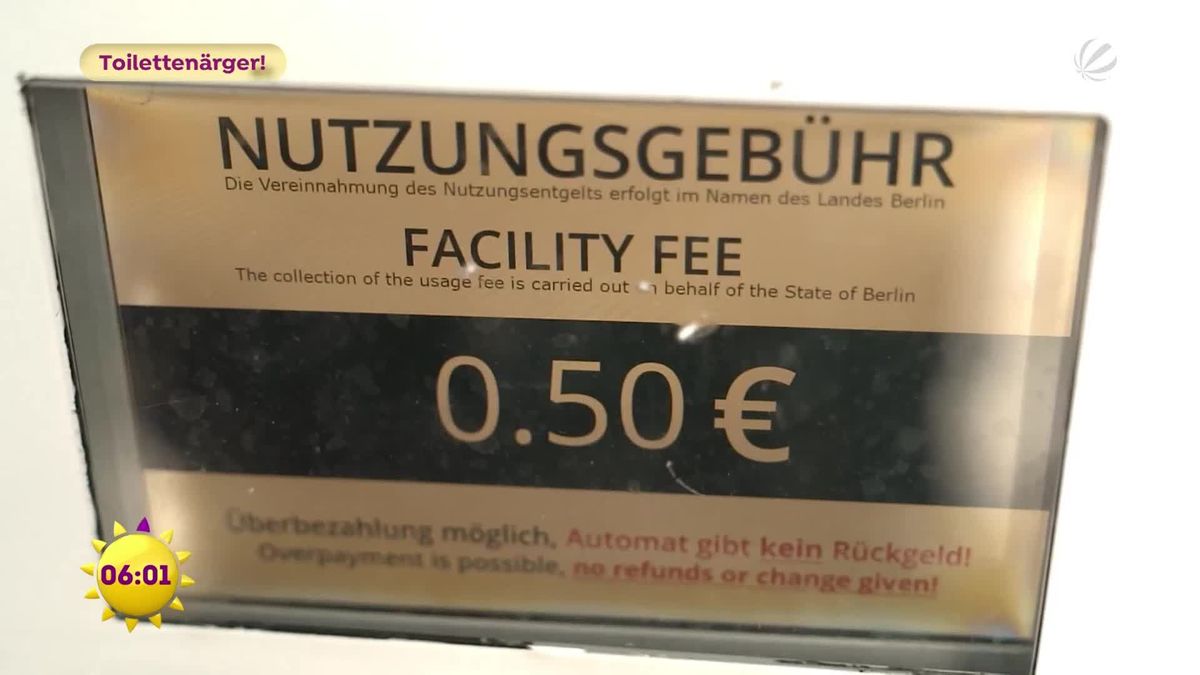 Toilettenärger!
NUTZUNGSGEBÜHR
Die Vereinnahmung des Nutzungsentgelts erfolgt im Namen des Landes Berlin
FACILITY FEE
The collection of the usage fee is carried out on behalf of the State of Berlin
0.50 €
Überbezahlung möglich, Automat gibt kein Rückgeld!
Overpayment is possible, no refunds or change given!
06:01